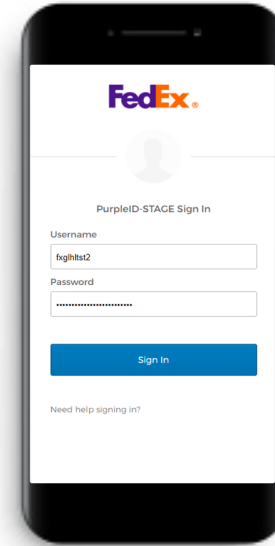 FedEx®
PurpleID-STAGE Sign In
Username
fxglhltst2
Password
Sign In
Need help signing in?